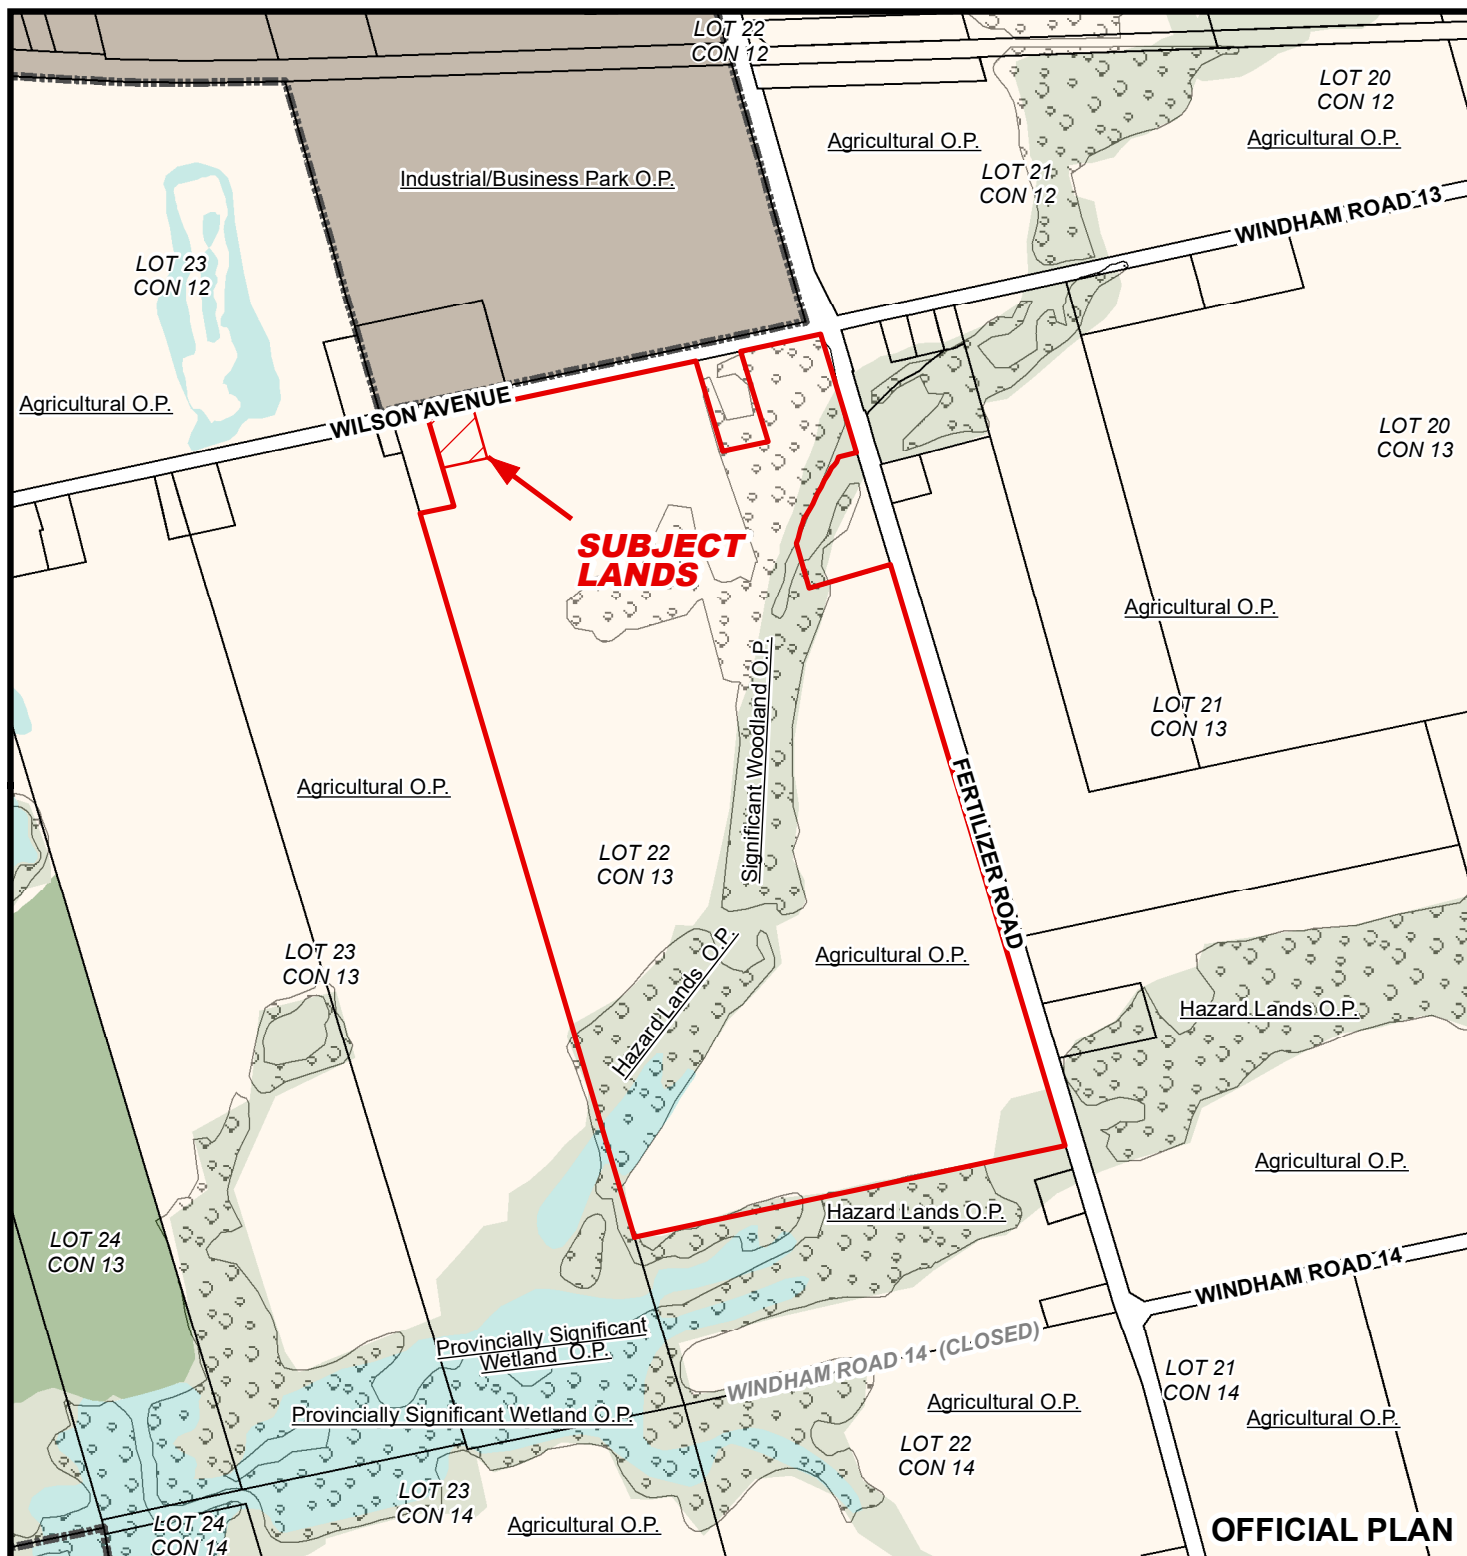 LOT 22
CON 12
LOT 20
CON 12
Agricultural O.P.
Agricultural O.P.
Industrial/Business Park O.P.
LOT 21
CON 12
WINDHAM ROAD 13
LOT 23
CON 12
Agricultural O.P.
WILSON AVENUE
LOT 20
CON 13
SUBJECT
LANDS
Agricultural O.P.
Significant Woodland O.P.
LOT 21
CON 13
Agricultural O.P.
FERTILIZER ROAD
LOT 22
CON 13
LOT 23
CON 13
Hazard Lands O.P.
Agricultural O.P.
Hazard Lands O.P.
Agricultural O.P.
Hazard Lands O.P.
LOT 24
CON 13
WINDHAM ROAD 14
Provincially Significant
Wetland O.P.
WINDHAM ROAD 14 (CLOSED)
LOT 21
CON 14
Agricultural O.P.
Provincially Significant Wetland O.P.
Agricultural O.P.
LOT 22
CON 14
LOT 23
CON 14
LOT 24
CON 14
Agricultural O.P.
OFFICIAL PLAN